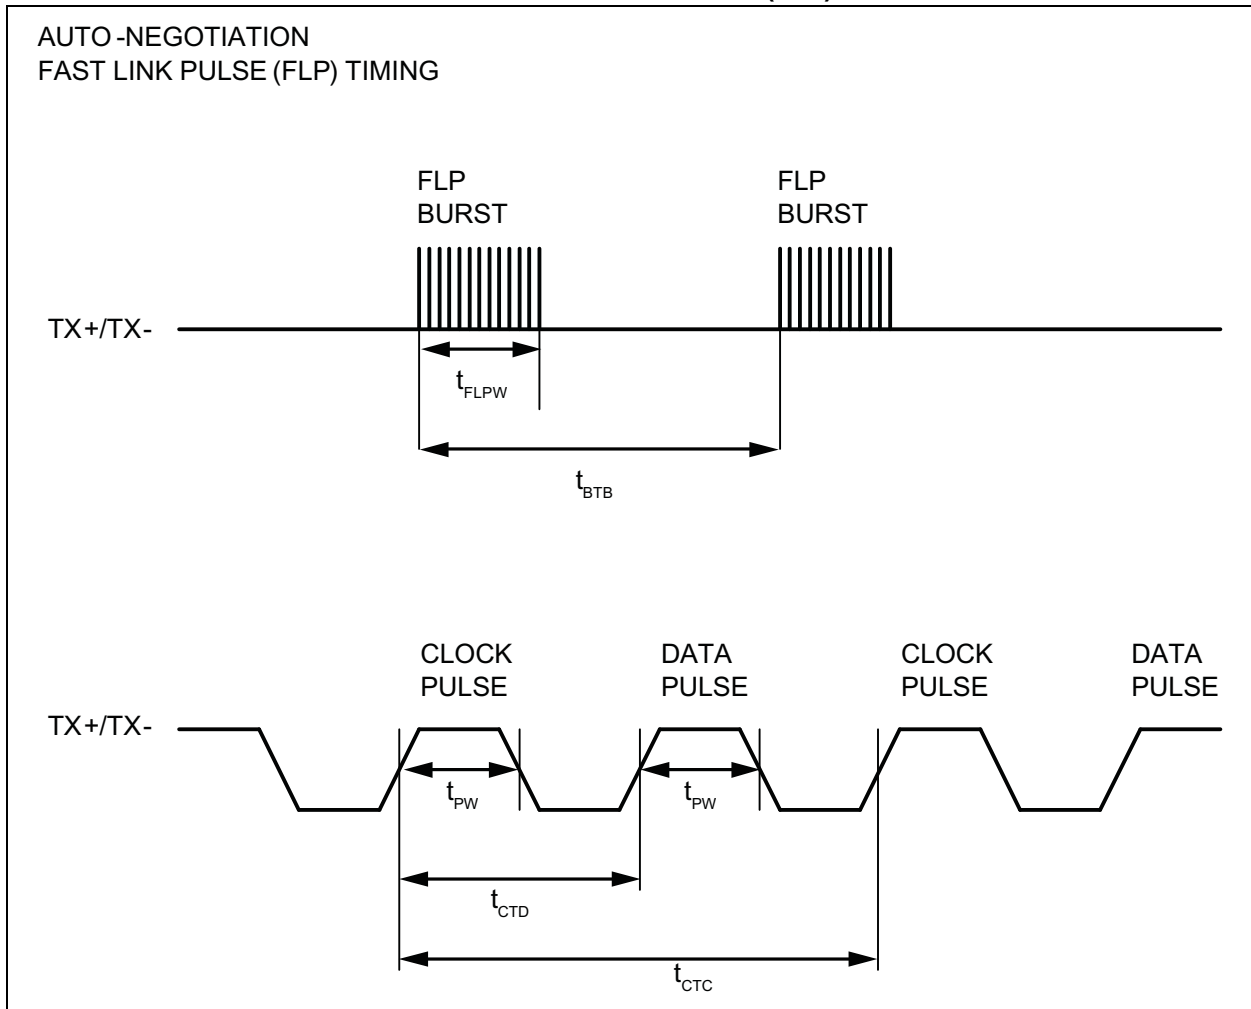 AUTO-NEGOTIATION
FAST LINK PULSE (FLP) TIMING
FLP
BURST
FLP
BURST
TX+/TX-
tFLPW
tBTB
CLOCK
PULSE
DATA
PULSE
CLOCK
PULSE
DATA
PULSE
TX+/TX-
tPW
tPW
tCTD
tCTC